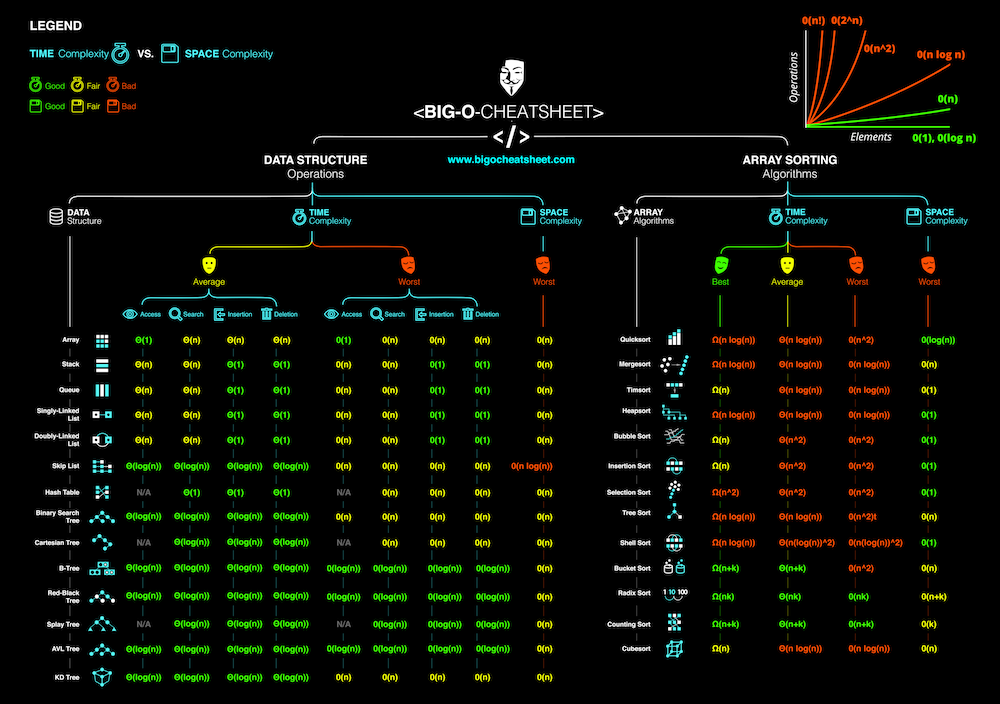 LEGEND
TIME Complexity VS. SPACE Complexity
Good Fair Bad
Good Fair Bad
<BIG-O-CHEATSHEET>
</>
www.bigocheatsheet.com
0(n!) 0(2^n)
0(n^2)
0(n log n)
0(n)
0(1), 0(log n)
Operations
Elements
DATA STRUCTURE
Operations
DATA Structure
TIME Complexity
SPACE Complexity
Average Worst Worst
Access Search Insertion Deletion Access Search Insertion Deletion
Array Θ(1) Θ(n) Θ(n) Θ(n) 0(1) 0(n) 0(n) 0(n) 0(n)
Stack Θ(n) Θ(n) Θ(1) Θ(1) 0(n) 0(n) 0(1) 0(1) 0(n)
Queue Θ(n) Θ(n) Θ(1) Θ(1) 0(n) 0(n) 0(1) 0(1) 0(n)
Singly-Linked List Θ(n) Θ(n) Θ(1) Θ(1) 0(n) 0(n) 0(1) 0(1) 0(n)
Doubly-Linked List Θ(n) Θ(n) Θ(1) Θ(1) 0(n) 0(n) 0(1) 0(1) 0(n)
Skip List Θ(log(n)) Θ(log(n)) Θ(log(n)) Θ(log(n)) 0(n) 0(n) 0(n) 0(n) 0(n log(n))
Hash Table N/A Θ(1) Θ(1) Θ(1) N/A 0(n) 0(n) 0(n) 0(n)
Binary Search Tree Θ(log(n)) Θ(log(n)) Θ(log(n)) Θ(log(n)) 0(n) 0(n) 0(n) 0(n) 0(n)
Cartesian Tree N/A Θ(log(n)) Θ(log(n)) Θ(log(n)) N/A 0(n) 0(n) 0(n) 0(n)
B-Tree Θ(log(n)) Θ(log(n)) Θ(log(n)) Θ(log(n)) 0(log(n)) 0(log(n)) 0(log(n)) 0(log(n)) 0(n)
Red-Black Tree Θ(log(n)) Θ(log(n)) Θ(log(n)) Θ(log(n)) 0(log(n)) 0(log(n)) 0(log(n)) 0(log(n)) 0(n)
Splay Tree N/A Θ(log(n)) Θ(log(n)) Θ(log(n)) N/A 0(log(n)) 0(log(n)) 0(log(n)) 0(n)
AVL Tree Θ(log(n)) Θ(log(n)) Θ(log(n)) Θ(log(n)) 0(log(n)) 0(log(n)) 0(log(n)) 0(log(n)) 0(n)
KD Tree Θ(log(n)) Θ(log(n)) Θ(log(n)) Θ(log(n)) 0(n) 0(n) 0(n) 0(n) 0(n)
ARRAY SORTING
Algorithms
ARRAY Algorithms
TIME Complexity
SPACE Complexity
Best Average Worst Worst
Quicksort Ω(n log(n)) Θ(n log(n)) 0(n^2) 0(log(n))
Mergesort Ω(n log(n)) Θ(n log(n)) 0(n log(n)) 0(n)
Timsort Ω(n) Θ(n log(n)) 0(n log(n)) 0(1)
Heapsort Ω(n log(n)) Θ(n log(n)) 0(n log(n)) 0(1)
Bubble Sort Ω(n) Θ(n^2) 0(n^2) 0(1)
Insertion Sort Ω(n) Θ(n^2) 0(n^2) 0(1)
Selection Sort Ω(n^2) Θ(n^2) 0(n^2) 0(1)
Tree Sort Ω(n log(n)) Θ(n log(n)) 0(n^2)t 0(n)
Shell Sort Ω(n log(n)) Θ(n(log(n))^2) 0(n(log(n))^2) 0(1)
Bucket Sort Ω(n+k) Θ(n+k) 0(n^2) 0(n)
Radix Sort 1 10 100 Ω(nk) Θ(nk) 0(nk) 0(n+k)
Counting Sort Ω(n+k) Θ(n+k) 0(n+k) 0(k)
Cubesort Ω(n) Θ(n log(n)) 0(n log(n)) 0(n)